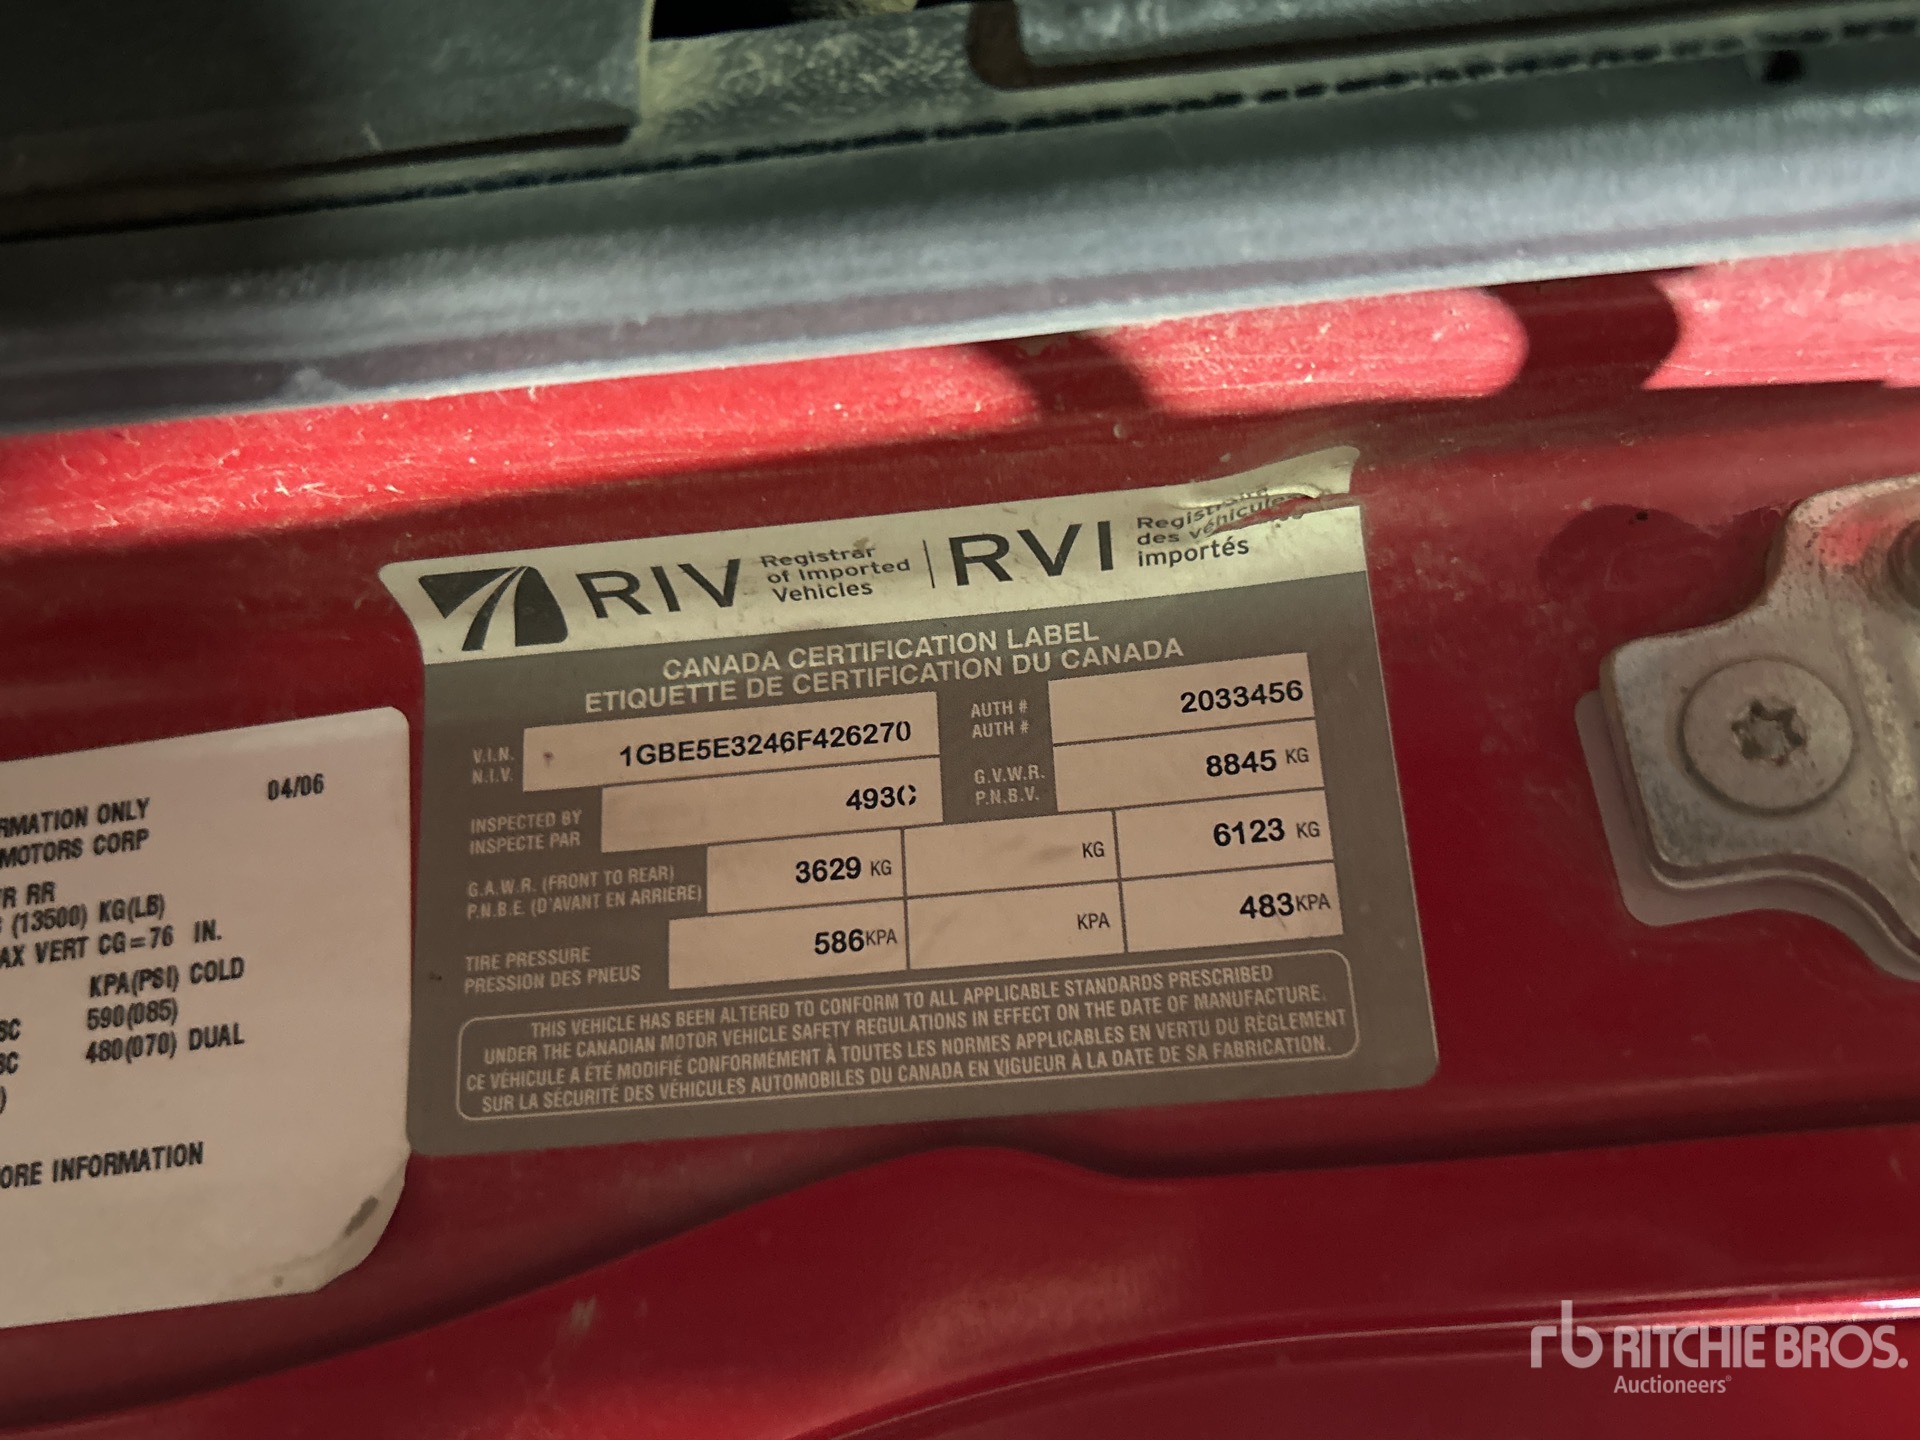 RIV Registrar
of Imported
Vehicles
RVI Registraire
des véhicules
importés
CANADA CERTIFICATION LABEL
ETIQUETTE DE CERTIFICATION DU CANADA
V.I.N.
N.I.V.
1GBE5E3246F426270
AUTH #
AUTH #
2033456
INSPECTED BY
INSPECTE PAR
493C
G.V.W.R.
P.N.B.V.
8845 KG
G.A.W.R. (FRONT TO REAR)
P.N.B.E. (D'AVANT EN ARRIÈRE)
3629 KG
KG
6123 KG
TIRE PRESSURE
PRESSION DES PNEUS
586 KPA
KPA
483 KPA
THIS VEHICLE HAS BEEN ALTERED TO CONFORM TO ALL APPLICABLE STANDARDS PRESCRIBED
UNDER THE CANADIAN MOTOR VEHICLE SAFETY REGULATIONS IN EFFECT ON THE DATE OF MANUFACTURE.
CE VÉHICULE A ÉTÉ MODIFIÉ CONFORMÉMENT À TOUTES LES NORMES APPLICABLES EN VERTU DU RÈGLEMENT
SUR LA SÉCURITÉ DES VÉHICULES AUTOMOBILES DU CANADA EN VIGUEUR À LA DATE DE SA FABRICATION.
04/06
RMATION ONLY
MOTORS CORP
R RR
(13500) KG(LB)
AX VERT CG=76 IN.
KPA(PSI) COLD
590(085)
480(070) DUAL
ORE INFORMATION
rb RITCHIE BROS.
Auctioneers